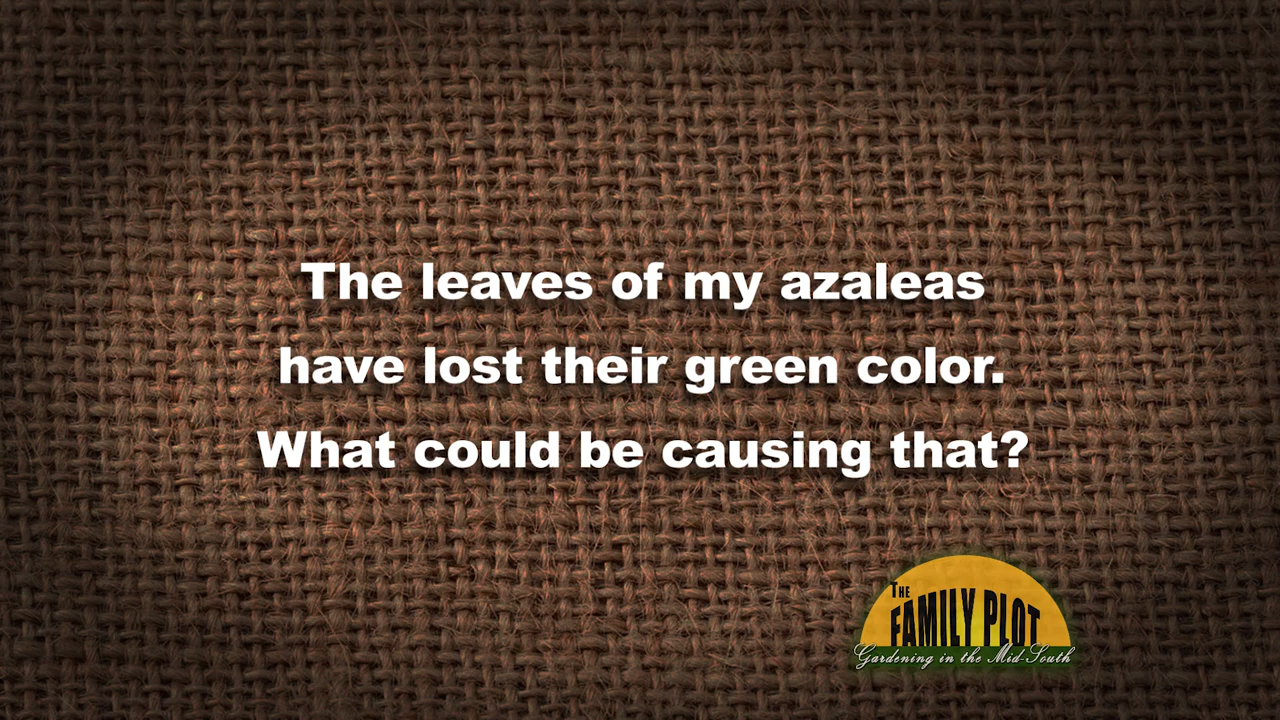 The leaves of my azaleas
have lost their green color.
What could be causing that?
THE
FAMILY PLOT
Gardening in the Mid-South